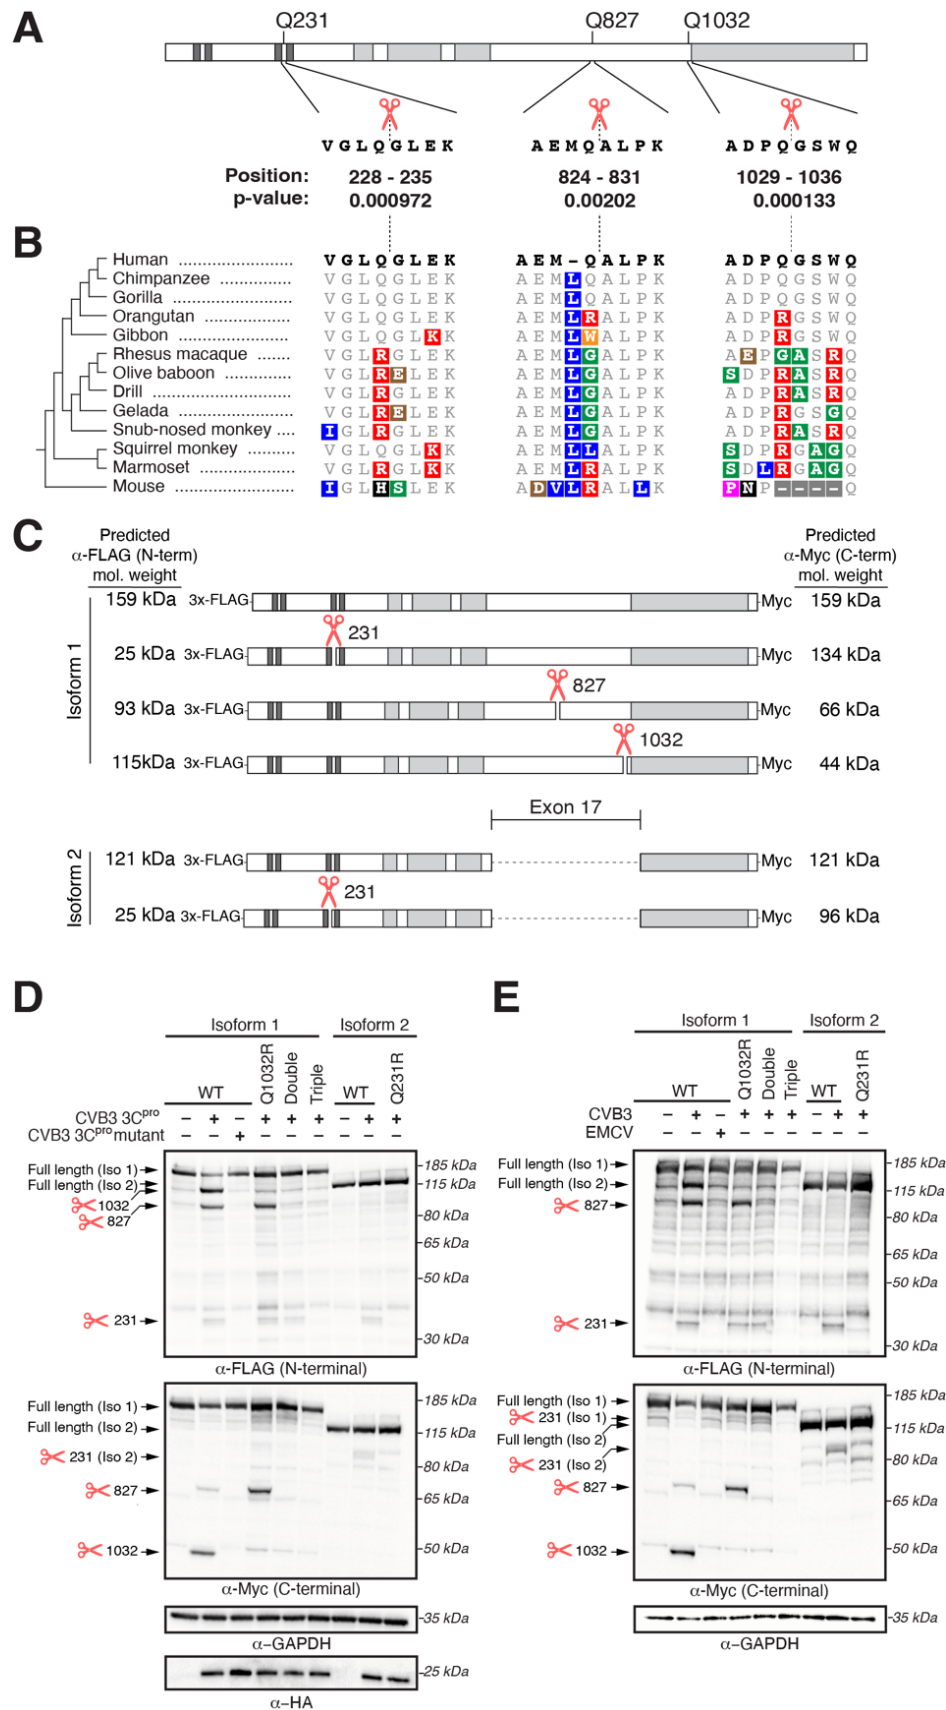 A
Q231 Q827 Q1032
VGLQGLEK AEMQALPK ADPQGSWQ
Position: 228 - 235 824 - 831 1029 - 1036
p-value: 0.000972 0.00202 0.000133
B
Human VGLQGLEK AEM-QALPK ADPQGSWQ
Chimpanzee VGLQGLEK AEMLQALPK ADPQGSWQ
Gorilla VGLQGLEK AEMLQALPK ADPQGSWQ
Orangutan VGLQGLEK AEMLRALPK ADPRGSWQ
Gibbon VGLQGLKK AEMLWALPK ADPRGSWQ
Rhesus macaque VGLRGLEK AEMLGALPK AEPGASRQ
Olive baboon VGLRELEK AEMLGALPK SDPRASRQ
Drill VGLRGLEK AEMLGALPK ADPRASRQ
Gelada VGLRELEK AEMLGALPK ADPRGSGQ
Snub-nosed monkey IGLRGLEK AEMLGALPK ADPRASRQ
Squirrel monkey VGLQGLKK AEMLLALPK SDPRGAGQ
Marmoset VGLRGLKK AEMLRALPK SDLRGAGQ
Mouse IGLHSLEK ADVLRALLK PNP----Q
C
Predicted
α-FLAG (N-term)
mol. weight
Predicted
α-Myc (C-term)
mol. weight
Isoform 1
159 kDa 3x-FLAG Myc 159 kDa
231
25 kDa 3x-FLAG Myc 134 kDa
827
93 kDa 3x-FLAG Myc 66 kDa
1032
115kDa 3x-FLAG Myc 44 kDa
Exon 17
Isoform 2
121 kDa 3x-FLAG Myc 121 kDa
231
25 kDa 3x-FLAG Myc 96 kDa
D
Isoform 1 Isoform 2
WT Q1032R Double Triple WT Q231R
CVB3 3Cpro – + – + + + – + +
CVB3 3Cpro mutant – – + – – – – – –
Full length (Iso 1)
Full length (Iso 2)
1032
827
231
185 kDa
115 kDa
80 kDa
65 kDa
50 kDa
30 kDa
α-FLAG (N-terminal)
Full length (Iso 1)
Full length (Iso 2)
231 (Iso 2)
827
1032
185 kDa
115 kDa
80 kDa
65 kDa
50 kDa
α-Myc (C-terminal)
35 kDa
α–GAPDH
25 kDa
α–HA
E
Isoform 1 Isoform 2
WT Q1032R Double Triple WT Q231R
CVB3 – + – + + + – + +
EMCV – – + – – – – – –
Full length (Iso 1)
Full length (Iso 2)
827
231
185 kDa
115 kDa
80 kDa
65 kDa
50 kDa
30 kDa
α-FLAG (N-terminal)
Full length (Iso 1)
231 (Iso 1)
Full length (Iso 2)
231 (Iso 2)
827
1032
185 kDa
115 kDa
80 kDa
65 kDa
50 kDa
α-Myc (C-terminal)
35 kDa
α–GAPDH